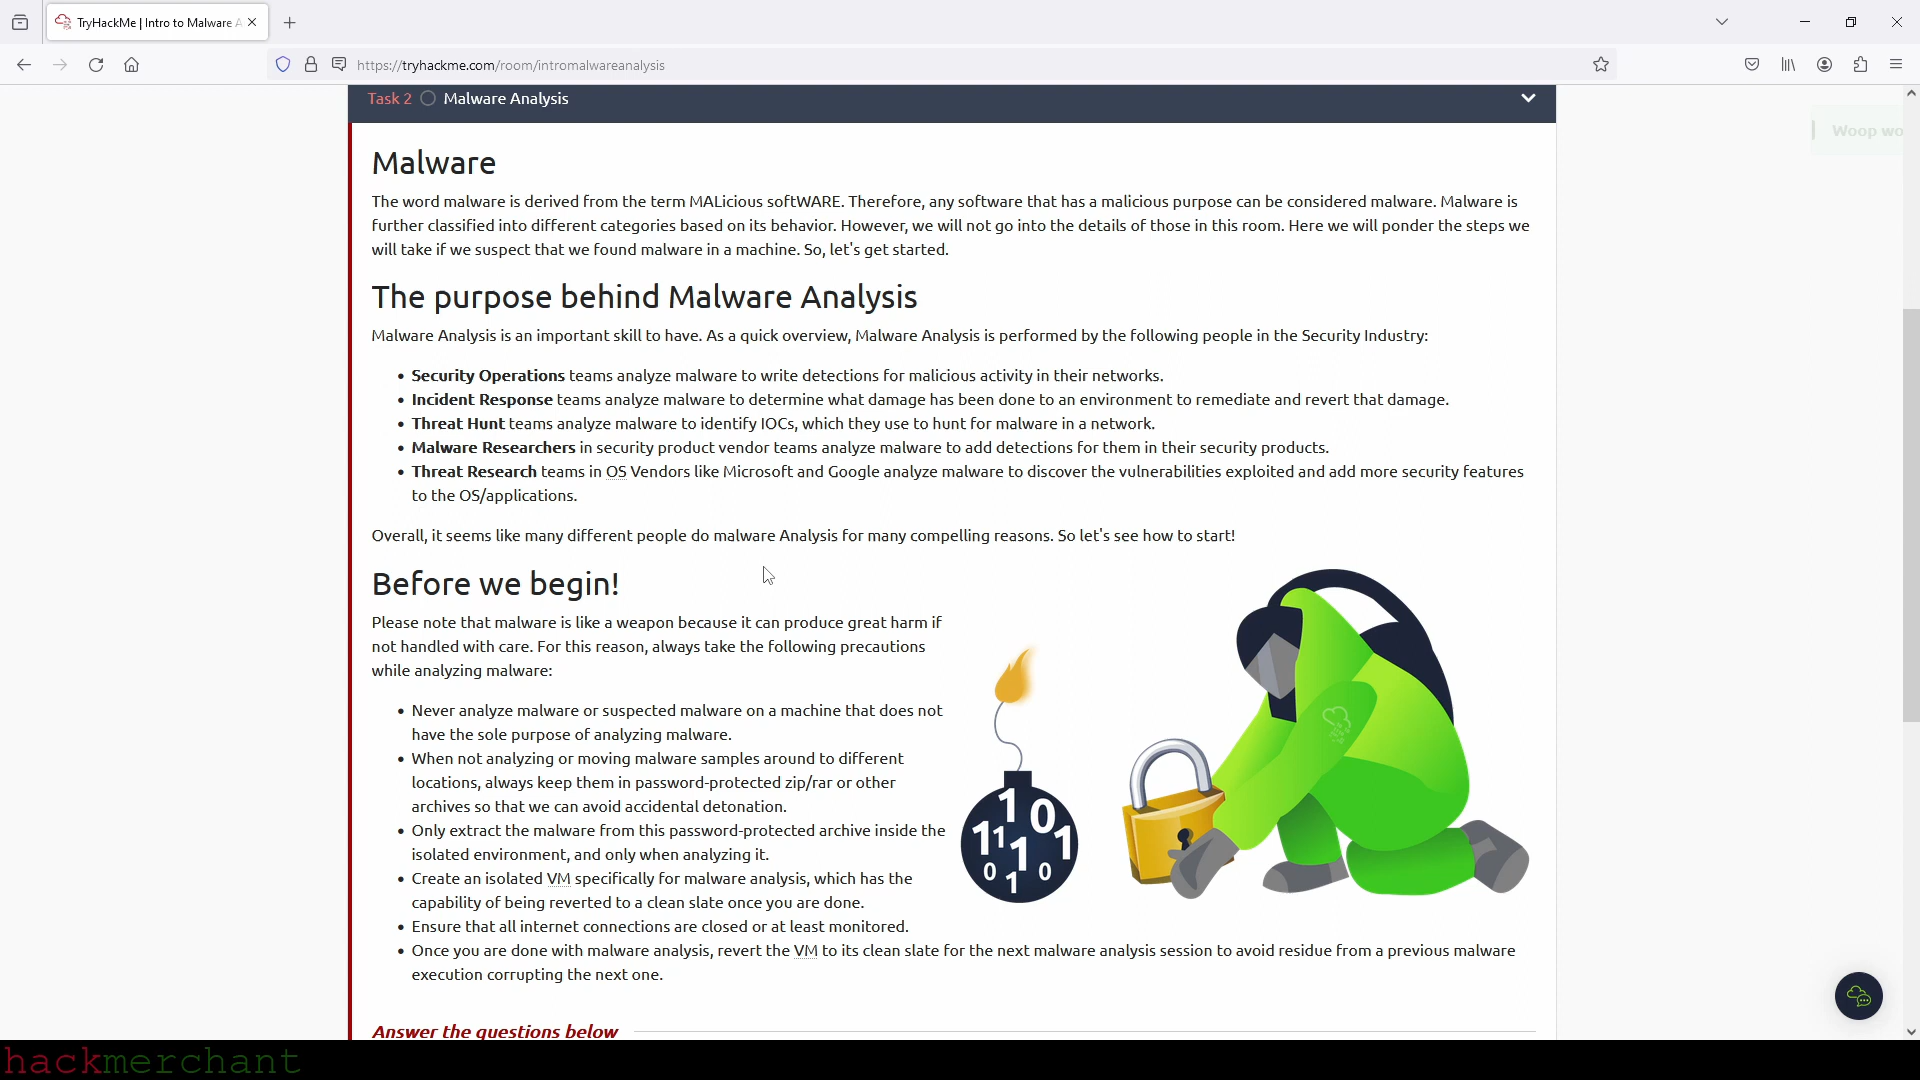 TryHackMe | Intro to Malware A
https://tryhackme.com/room/intromalwareanalysis
Task 2 Malware Analysis
Woop wo
Malware
The word malware is derived from the term MALicious softWARE. Therefore, any software that has a malicious purpose can be considered malware. Malware is
further classified into different categories based on its behavior. However, we will not go into the details of those in this room. Here we will ponder the steps we
will take if we suspect that we found malware in a machine. So, let's get started.
The purpose behind Malware Analysis
Malware Analysis is an important skill to have. As a quick overview, Malware Analysis is performed by the following people in the Security Industry:
• Security Operations teams analyze malware to write detections for malicious activity in their networks.
• Incident Response teams analyze malware to determine what damage has been done to an environment to remediate and revert that damage.
• Threat Hunt teams analyze malware to identify IOCs, which they use to hunt for malware in a network.
• Malware Researchers in security product vendor teams analyze malware to add detections for them in their security products.
• Threat Research teams in OS Vendors like Microsoft and Google analyze malware to discover the vulnerabilities exploited and add more security features
to the OS/applications.
Overall, it seems like many different people do malware Analysis for many compelling reasons. So let's see how to start!
Before we begin!
Please note that malware is like a weapon because it can produce great harm if
not handled with care. For this reason, always take the following precautions
while analyzing malware:
• Never analyze malware or suspected malware on a machine that does not
have the sole purpose of analyzing malware.
• When not analyzing or moving malware samples around to different
locations, always keep them in password-protected zip/rar or other
archives so that we can avoid accidental detonation.
• Only extract the malware from this password-protected archive inside the
isolated environment, and only when analyzing it.
• Create an isolated VM specifically for malware analysis, which has the
capability of being reverted to a clean slate once you are done.
• Ensure that all internet connections are closed or at least monitored.
• Once you are done with malware analysis, revert the VM to its clean slate for the next malware analysis session to avoid residue from a previous malware
execution corrupting the next one.
1 0
1 1 1 1
0 1 0
Answer the questions below
hackmerchant